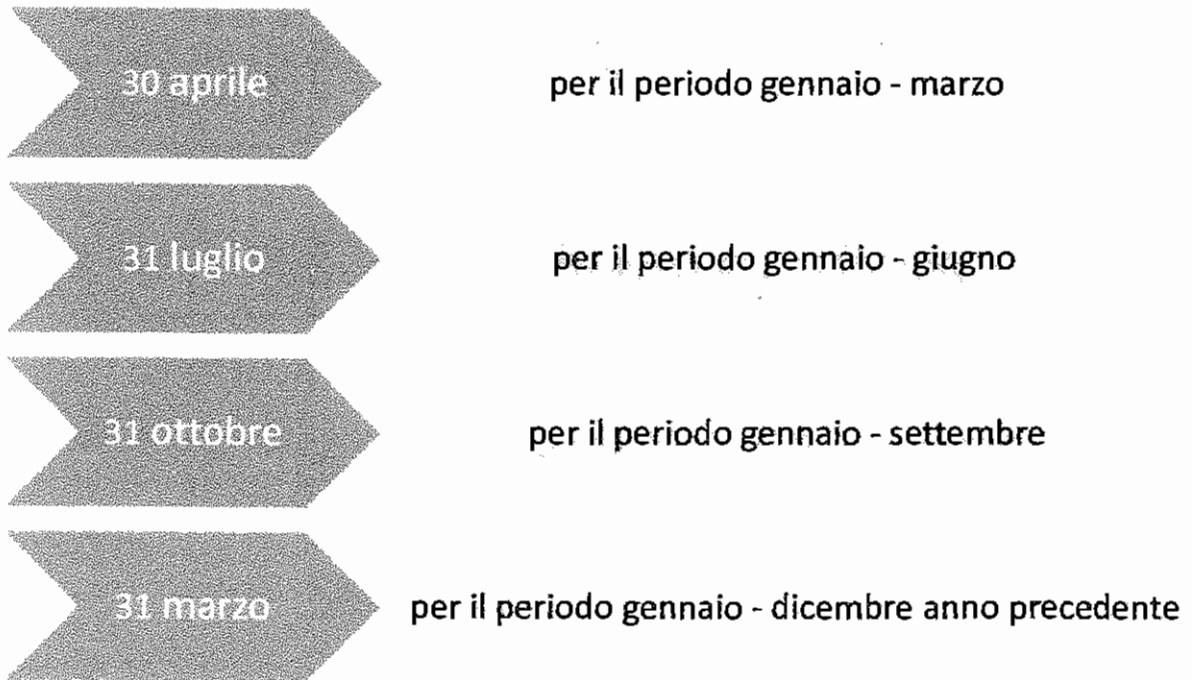 30 aprile
per il periodo gennaio - marzo
31 luglio
per il periodo gennaio - giugno
31 ottobre
per il periodo gennaio - settembre
31 marzo
per il periodo gennaio - dicembre anno precedente